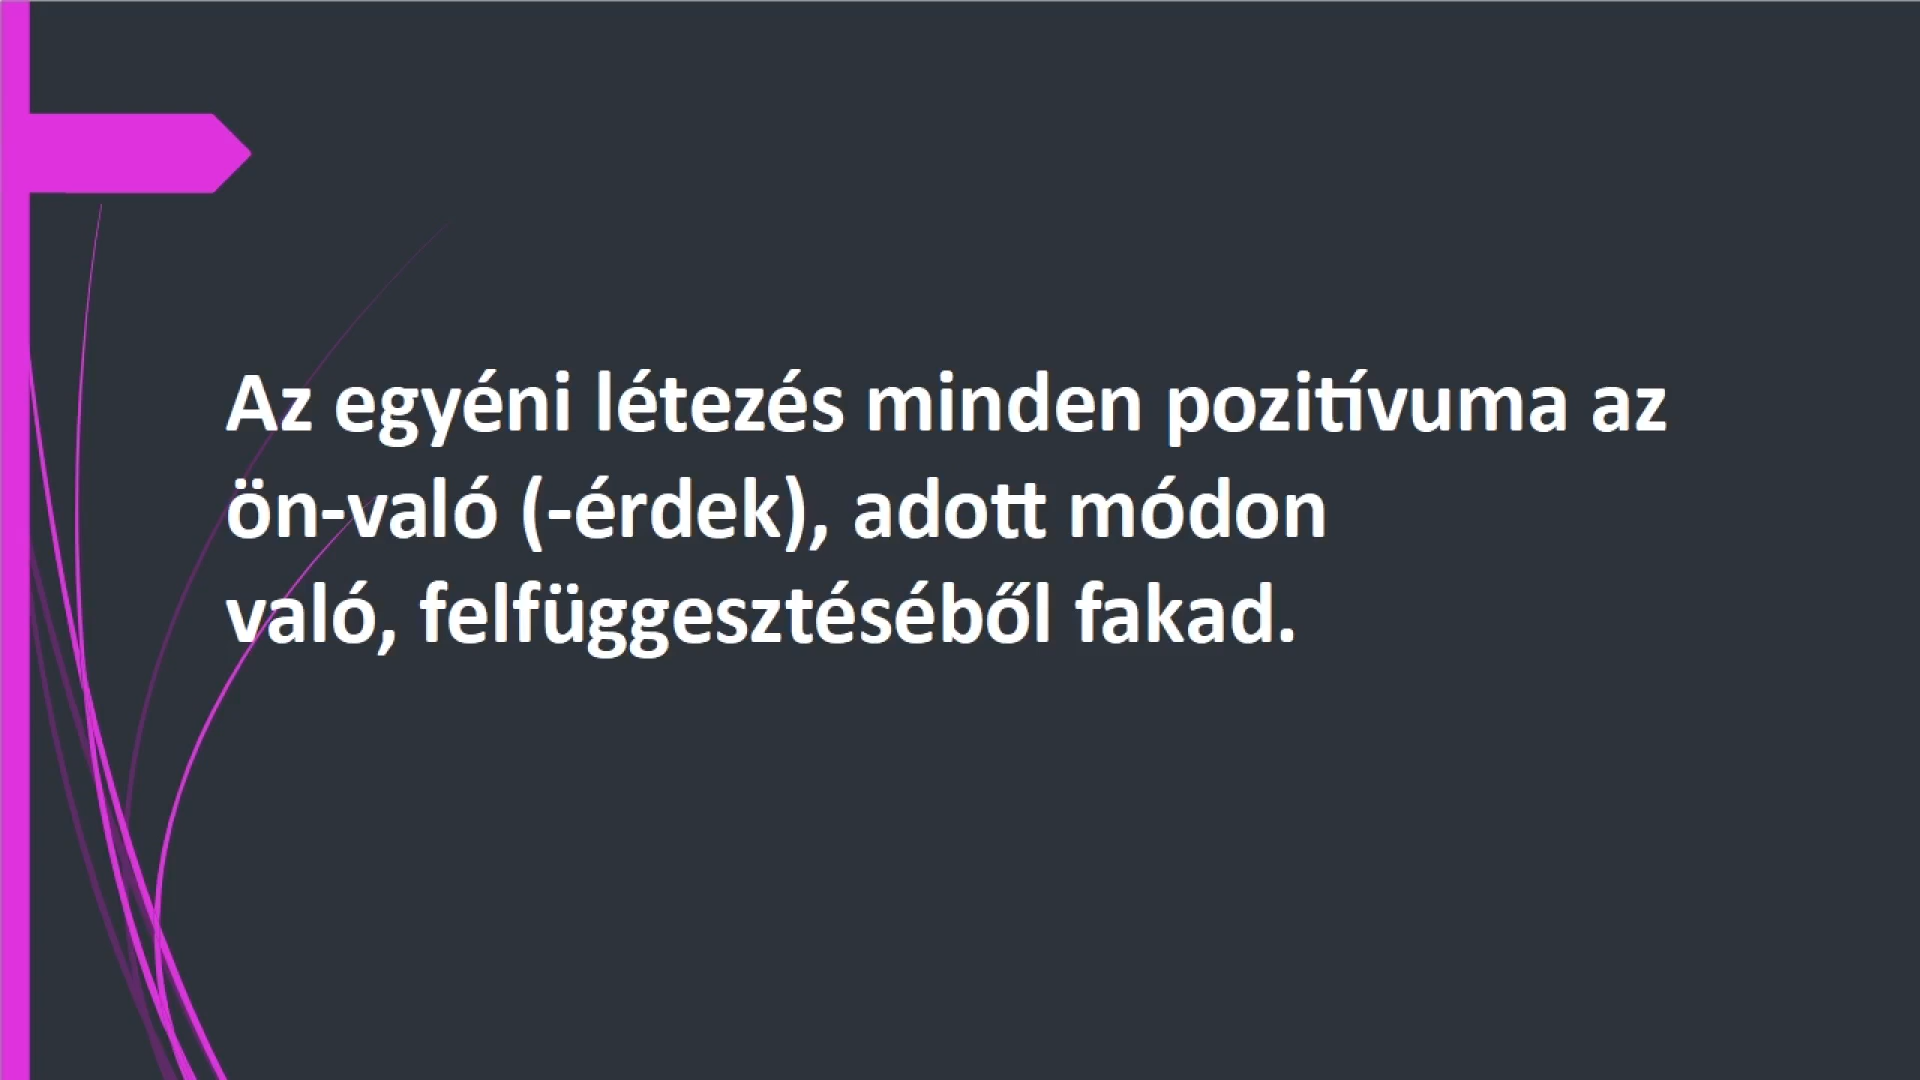 Az egyéni létezés minden pozitívuma az
ön-való (-érdek), adott módon
való, felfüggesztéséből fakad.